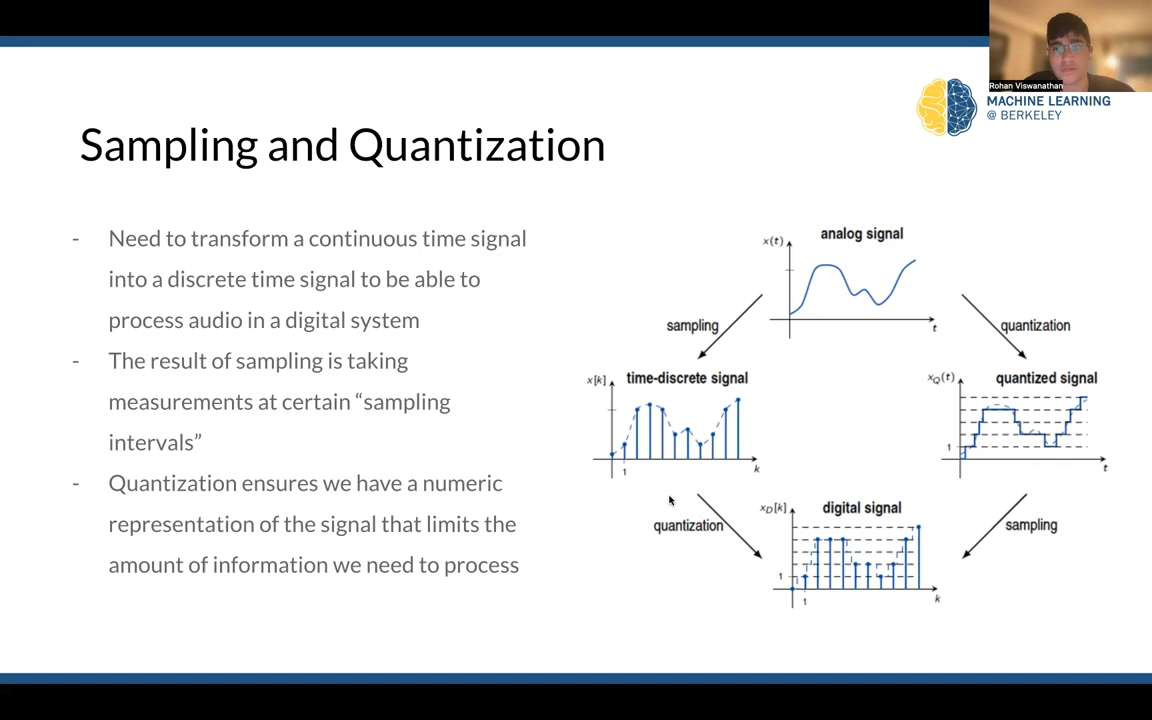 Rohan Viswanathan
MACHINE LEARNING
@ BERKELEY
Sampling and Quantization
- Need to transform a continuous time signal
into a discrete time signal to be able to
process audio in a digital system
- The result of sampling is taking
measurements at certain “sampling
intervals”
- Quantization ensures we have a numeric
representation of the signal that limits the
amount of information we need to process
x(t)
analog signal
t
sampling
quantization
x[k]
time-discrete signal
1
k
xQ(t)
quantized signal
1
t
quantization
sampling
xD[k]
digital signal
1
1
k